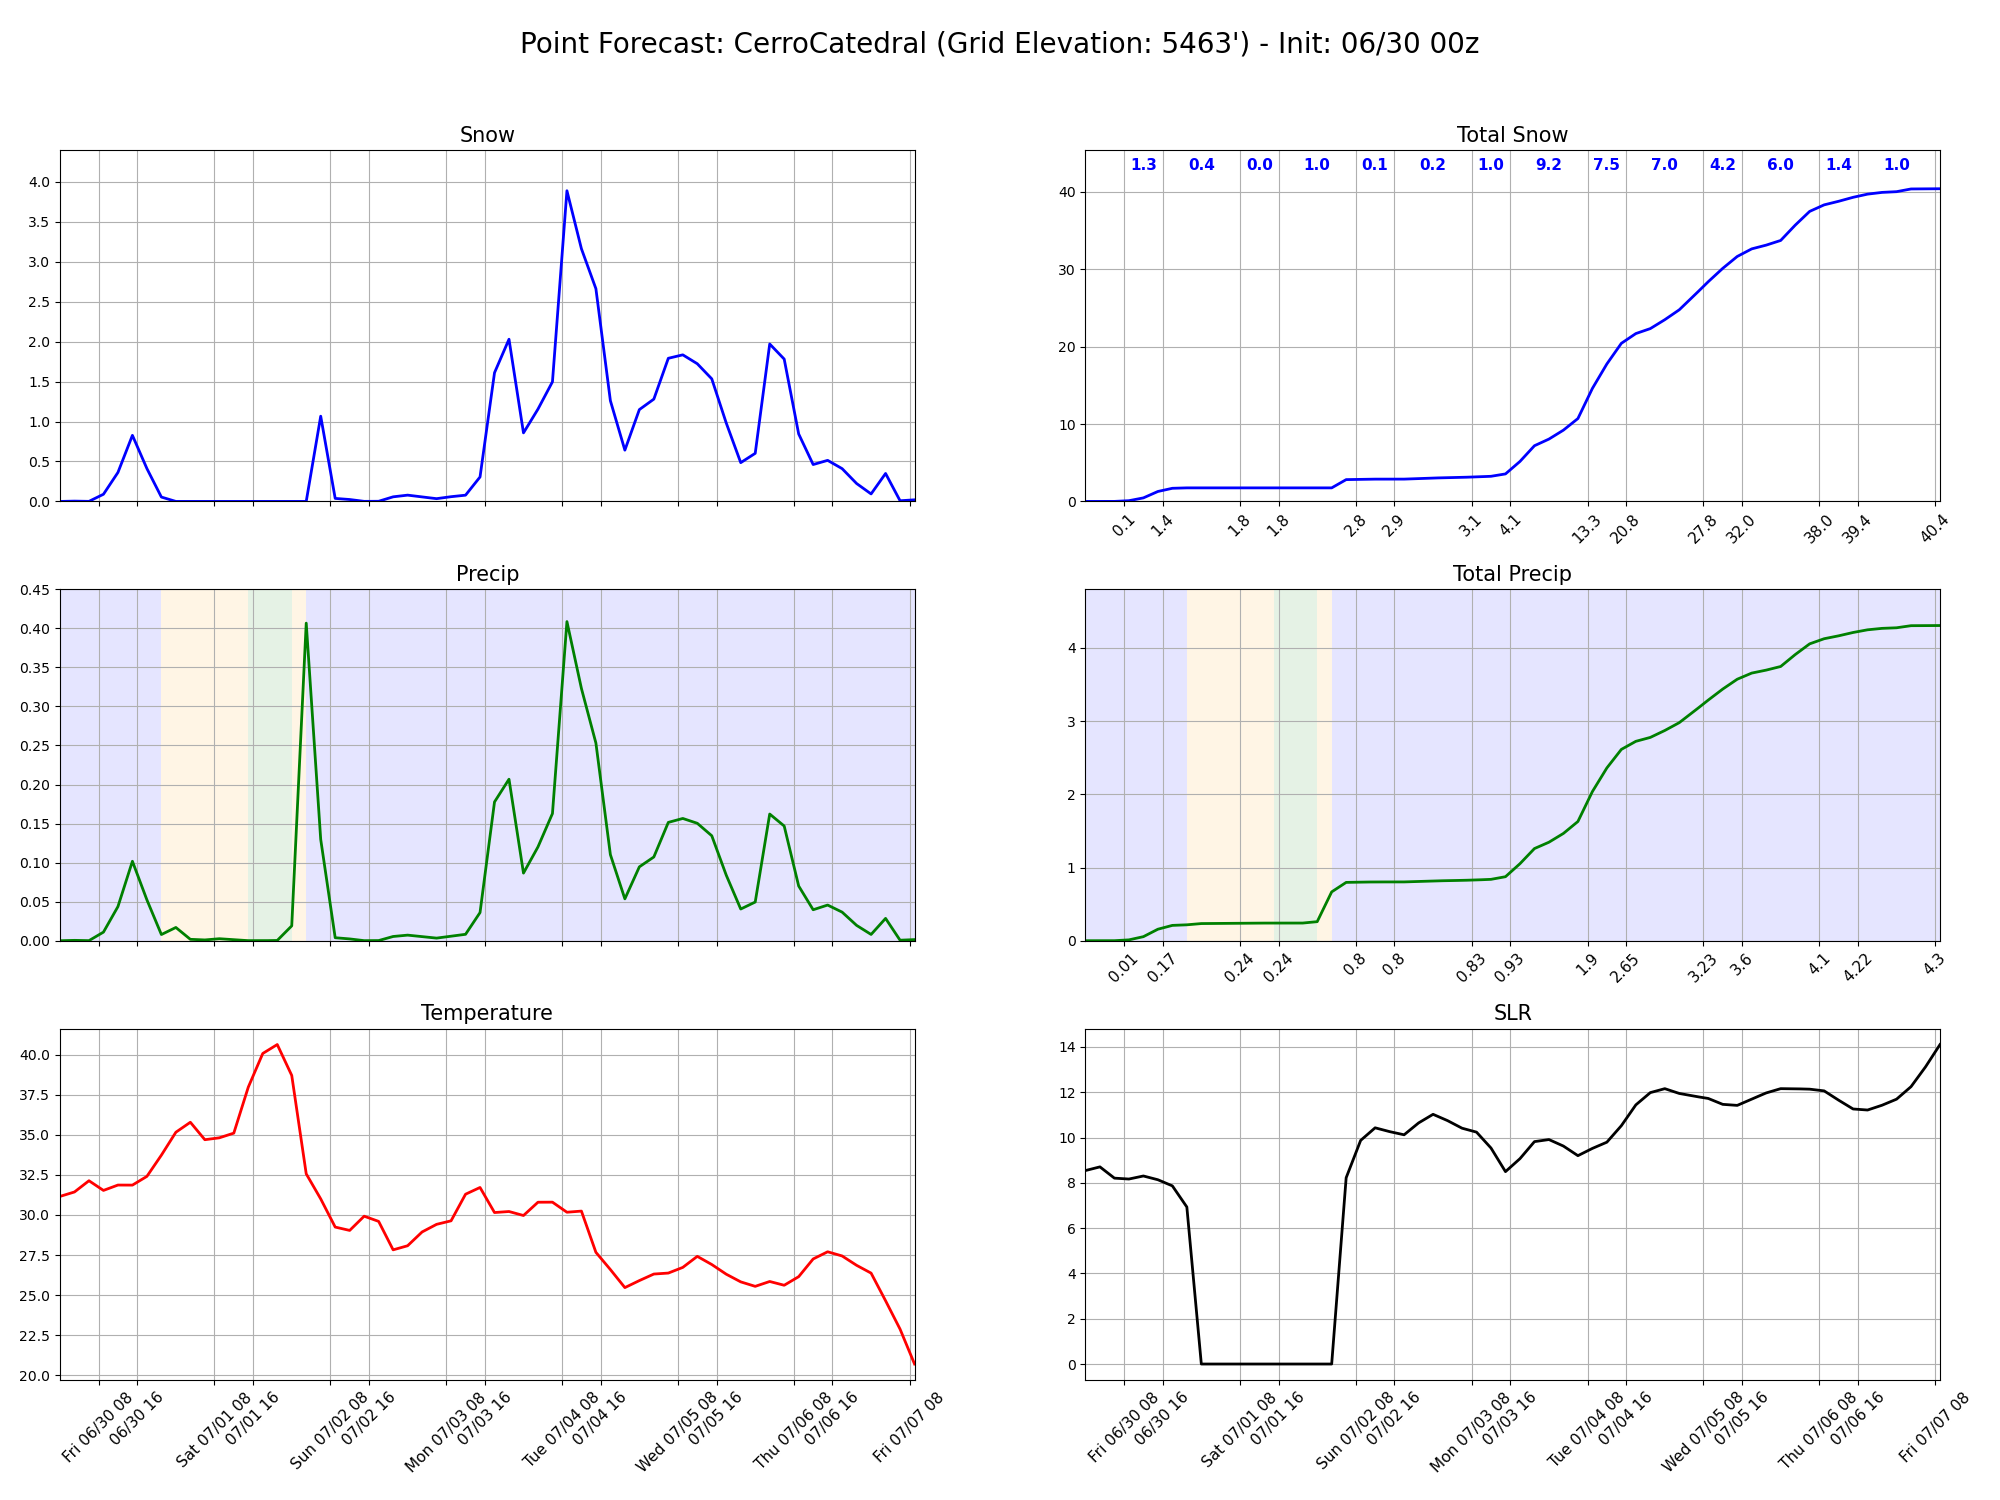 Point Forecast: CerroCatedral (Grid Elevation: 5463') - Init: 06/30 00z
Snow
4.0
3.5
3.0
2.5
2.0
1.5
1.0
0.5
0.0
Total Snow
1.3 0.4 0.0 1.0 0.1 0.2 1.0 9.2 7.5 7.0 4.2 6.0 1.4 1.0
40
30
20
10
0
0.1 1.4 1.8 1.8 2.8 2.9 3.1 4.1 13.3 20.8 27.8 32.0 38.0 39.4 40.4
Precip
0.45
0.40
0.35
0.30
0.25
0.20
0.15
0.10
0.05
0.00
Total Precip
4
3
2
1
0
0.01 0.17 0.24 0.24 0.8 0.8 0.83 0.93 1.9 2.65 3.23 3.6 4.1 4.22 4.3
Temperature
40.0
37.5
35.0
32.5
30.0
27.5
25.0
22.5
20.0
Fri 06/30 08
06/30 16
Sat 07/01 08
07/01 16
Sun 07/02 08
07/02 16
Mon 07/03 08
07/03 16
Tue 07/04 08
07/04 16
Wed 07/05 08
07/05 16
Thu 07/06 08
07/06 16
Fri 07/07 08
SLR
14
12
10
8
6
4
2
0
Fri 06/30 08
06/30 16
Sat 07/01 08
07/01 16
Sun 07/02 08
07/02 16
Mon 07/03 08
07/03 16
Tue 07/04 08
07/04 16
Wed 07/05 08
07/05 16
Thu 07/06 08
07/06 16
Fri 07/07 08